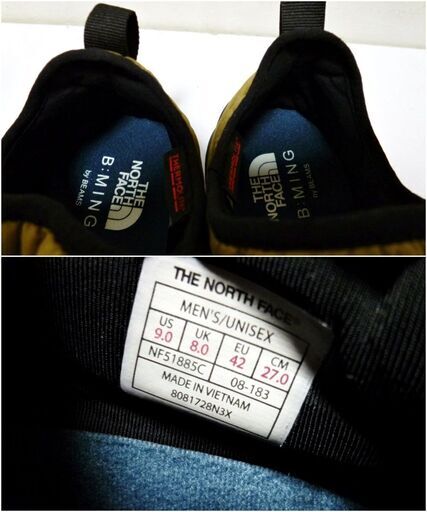 THE
NORTH
FACE
B:MING
by BEAMS
THERMO
THE
NORTH
FACE
B:MING
by BEAMS
THE NORTH FACE
MEN'S/UNISEX
US UK EU CM
9.0 8.0 42 27.0
NF51885C 08-183
MADE IN VIETNAM
8081728N3X